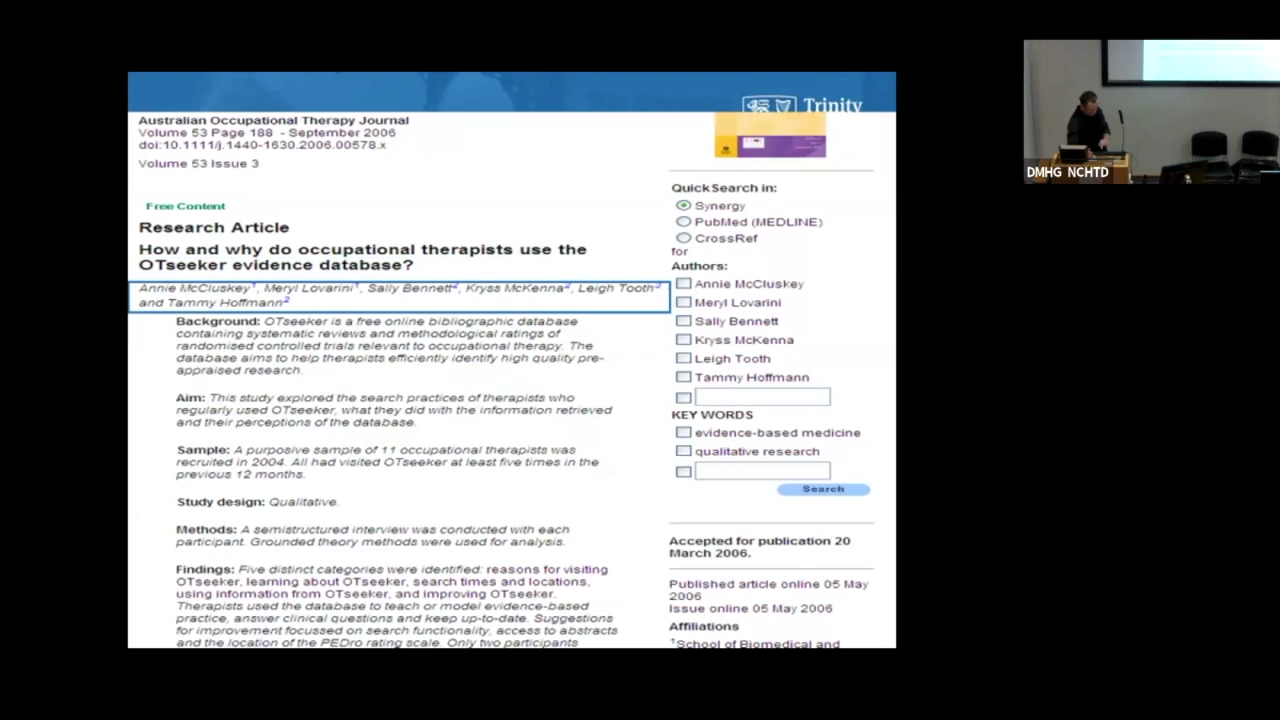 Trinity
Australian Occupational Therapy Journal
Volume 53 Page 188 - September 2006
doi:10.1111/j.1440-1630.2006.00578.x
Volume 53 Issue 3
Free Content
Research Article
How and why do occupational therapists use the
OTseeker evidence database?
Annie McCluskey1, Meryl Lovarini1, Sally Bennett2, Kryss McKenna2, Leigh Tooth3
and Tammy Hoffmann2
Background: OTseeker is a free online bibliographic database
containing systematic reviews and methodological ratings of
randomised controlled trials relevant to occupational therapy. The
database aims to help therapists efficiently identify high quality pre-
appraised research.
Aim: This study explored the search practices of therapists who
regularly used OTseeker, what they did with the information retrieved
and their perceptions of the database.
Sample: A purposive sample of 11 occupational therapists was
recruited in 2004. All had visited OTseeker at least five times in the
previous 12 months.
Study design: Qualitative.
Methods: A semistructured interview was conducted with each
participant. Grounded theory methods were used for analysis.
Findings: Five distinct categories were identified: reasons for visiting
OTseeker, learning about OTseeker, search times and locations,
using information from OTseeker, and improving OTseeker.
Therapists used the database to teach or model evidence-based
practice, answer clinical questions and keep up-to-date. Suggestions
for improvement focussed on search functionality, access to abstracts
and the location of the PEDro rating scale. Only two participants
QuickSearch in:
Synergy
PubMed (MEDLINE)
CrossRef
for
Authors:
Annie McCluskey
Meryl Lovarini
Sally Bennett
Kryss McKenna
Leigh Tooth
Tammy Hoffmann
KEY WORDS
evidence-based medicine
qualitative research
Search
Accepted for publication 20
March 2006.
Published article online 05 May
2006
Issue online 05 May 2006
Affiliations
1School of Biomedical and
DMHG NCHTD